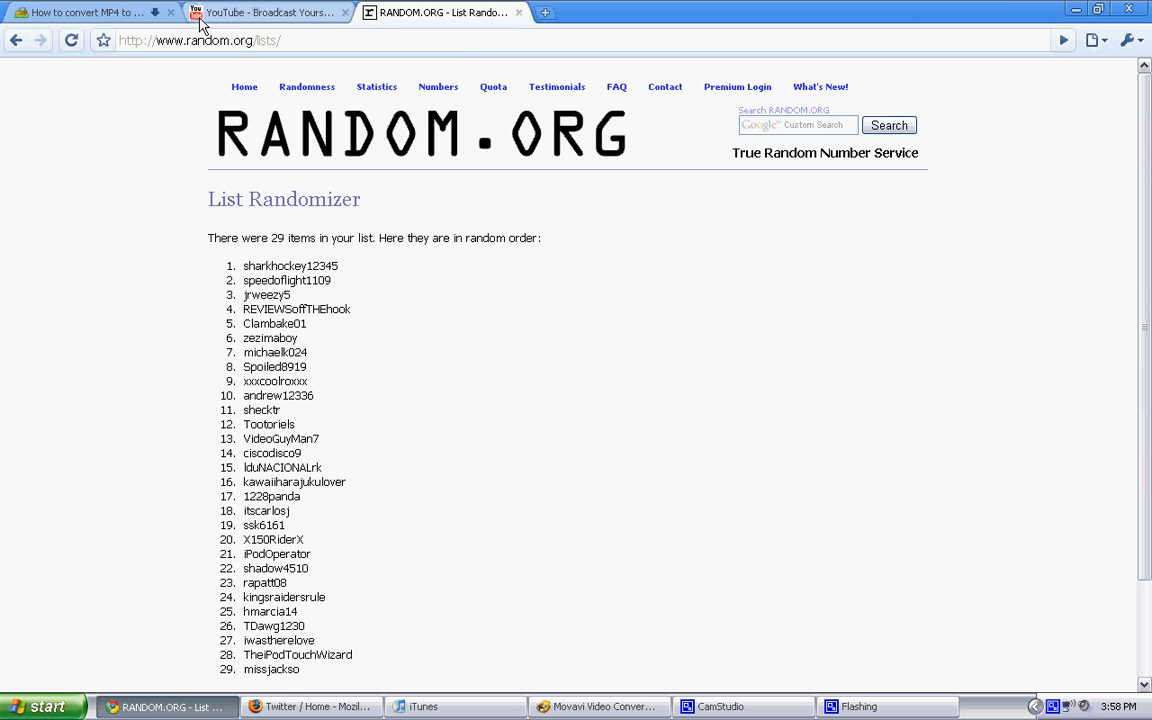 How to convert MP4 to ...
YouTube - Broadcast Yours...
RANDOM.ORG - List Rando...
http://www.random.org/lists/
Home Randomness Statistics Numbers Quota Testimonials FAQ Contact Premium Login What's New!
RANDOM.ORG
Search RANDOM.ORG
Google™ Custom Search
Search
True Random Number Service
List Randomizer
There were 29 items in your list. Here they are in random order:
1. sharkhockey12345
2. speedoflight1109
3. jrweezy5
4. REVIEWSoffTHEhook
5. Clambake01
6. zezimaboy
7. michaelk024
8. Spoiled8919
9. xxxcoolroxxx
10. andrew12336
11. shecktr
12. Tootoriels
13. VideoGuyMan7
14. ciscodisco9
15. lduNACIONALrk
16. kawaiiharajukulover
17. 1228panda
18. itscarlosj
19. ssk6161
20. X150RiderX
21. iPodOperator
22. shadow4510
23. rapatt08
24. kingsraidersrule
25. hmarcia14
26. TDawg1230
27. iwastherelove
28. TheiPodTouchWizard
29. missjackso
start
RANDOM.ORG - List ...
Twitter / Home - Mozil...
iTunes
Movavi Video Conver...
CamStudio
Flashing
3:58 PM